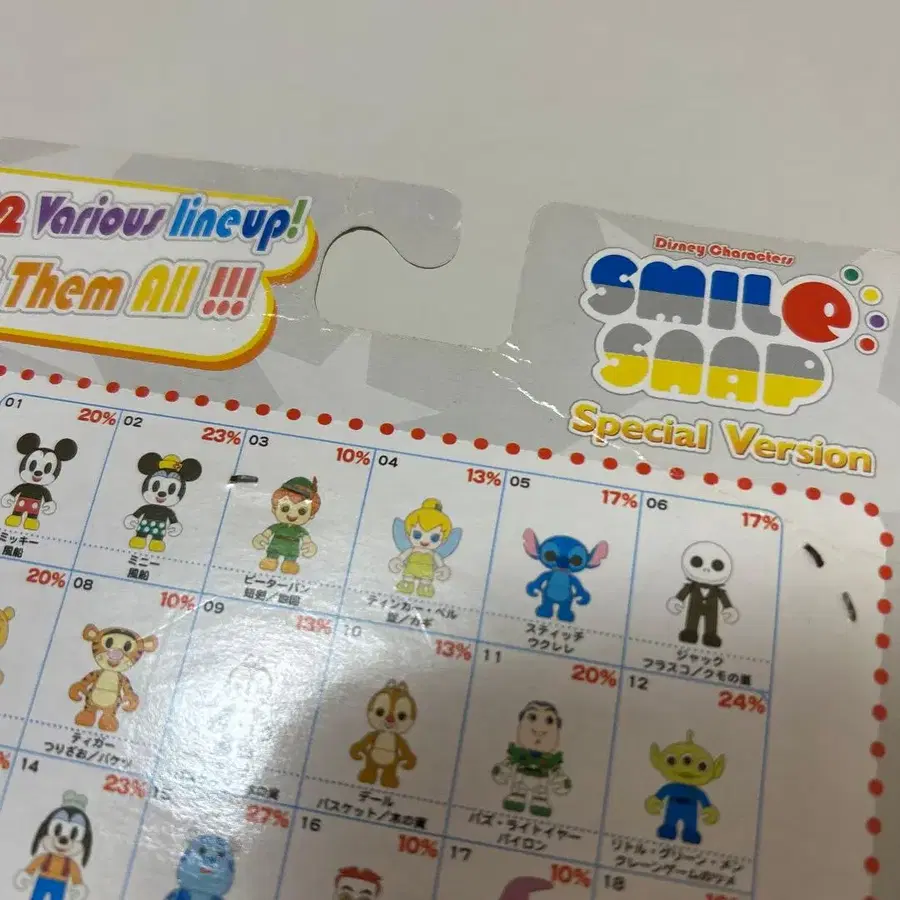 2 Various lineup!
Them All !!!
Disney Characters
SMILe
SNAP
Special Version
01 20%
02 23%
03 10%
04 13%
05 17%
06 17%
ミッキー
風船
ミニー
風船
ピーターパン
短剣/地図
ティンカー・ベル
錠/カギ
スティッチ
ウクレレ
ジャック
フラスコ/クモの巣
20%
08 10%
09 13%
10 13%
11 20%
12 24%
ティガー
つりざお/バケツ
木の実
デール
バスケット/木の実
バズ・ライトイヤー
パイロン
リトル・グリーン・メン
クレーンゲームのツメ
%
14 23%
27%
16 10%
17 10%
18